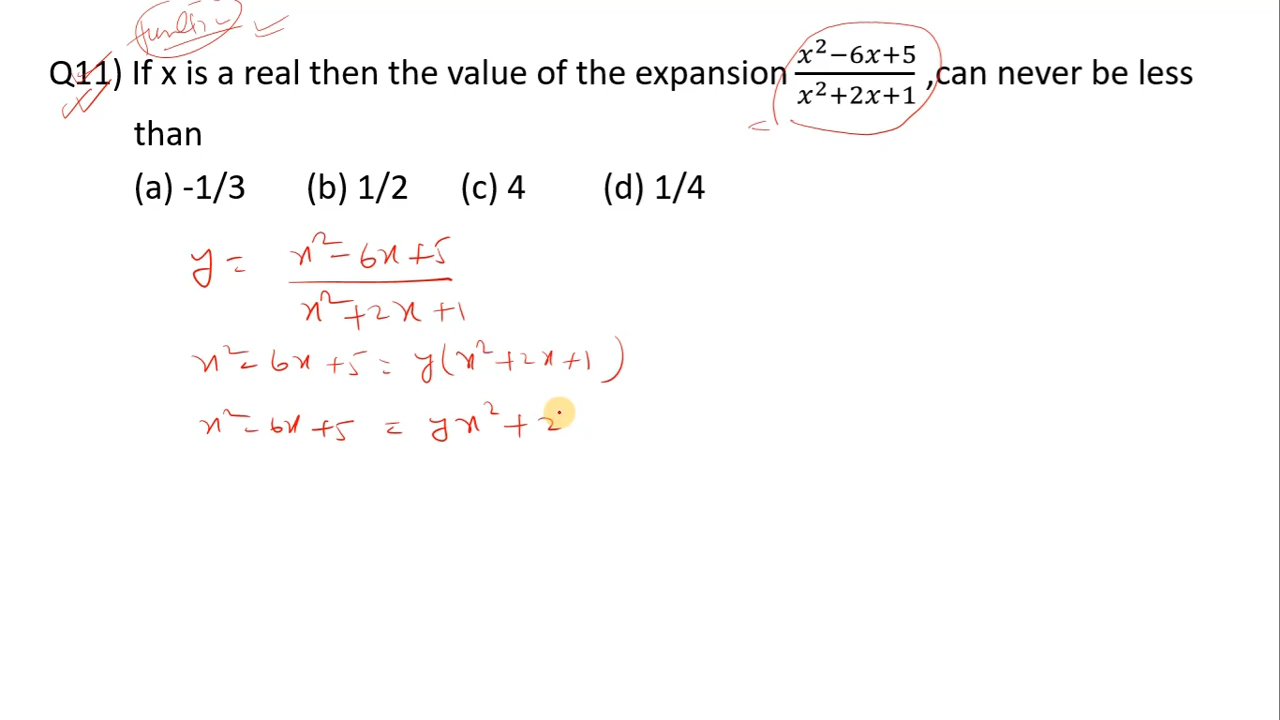 functi
Q11) If x is a real then the value of the expansion x²−6x+5 / x²+2x+1 ,can never be less
than
(a) -1/3 (b) 1/2 (c) 4 (d) 1/4
y = x²-6x+5 / x²+2x+1
x²-6x+5 = y(x²+2x+1)
x²-6x+5 = yx²+2